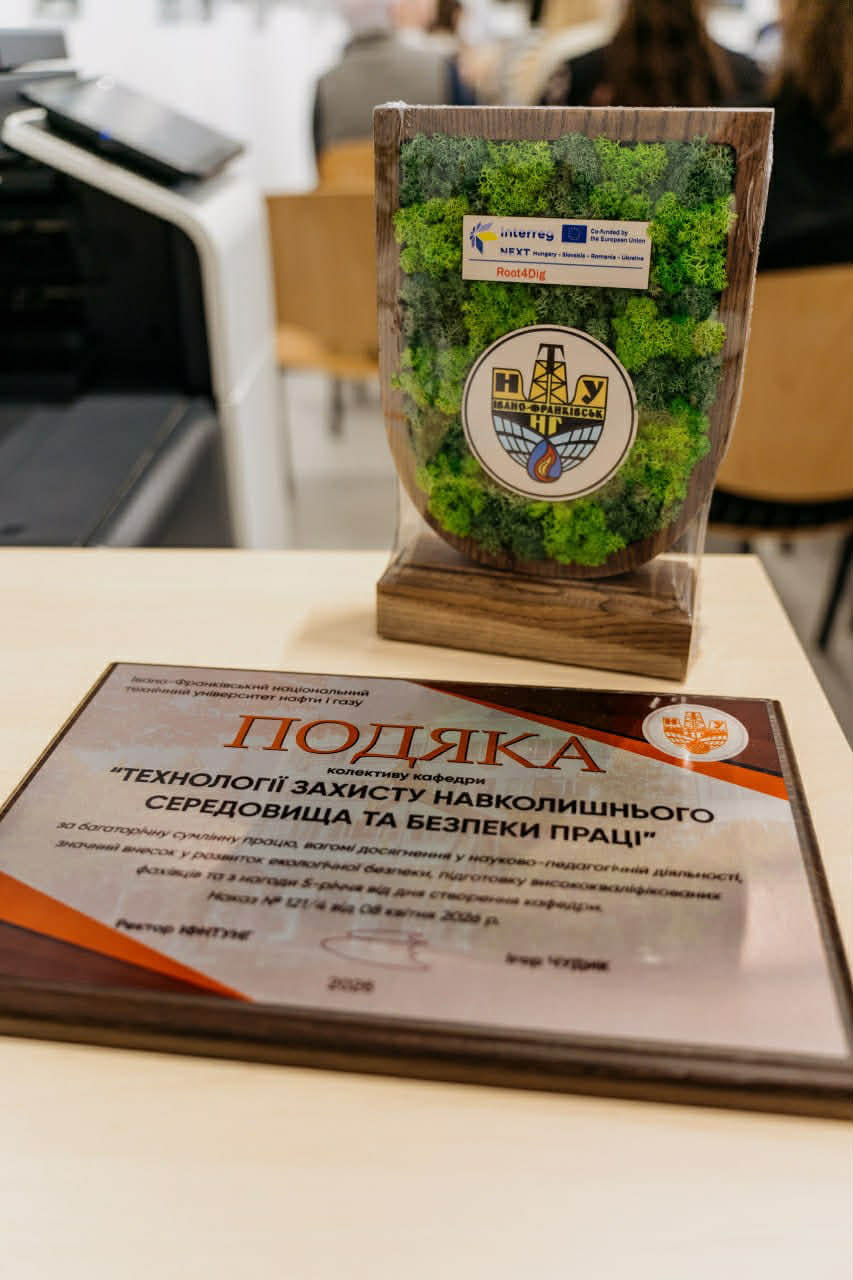 Interreg
Co-funded by
the European Union
NEXT Hungary - Slovakia - Romania - Ukraine
Root4Dig
Т
Н У
ІВАНО-ФРАНКІВСЬК
НГ
Івано-Франківський національний
технічний університет нафти і газу
ПОДЯКА
колективу кафедри
"ТЕХНОЛОГІЇ ЗАХИСТУ НАВКОЛИШНЬОГО
СЕРЕДОВИЩА ТА БЕЗПЕКИ ПРАЦІ"
за багаторічну сумлінну працю, вагомі досягнення у науково-педагогічній діяльності,
значний внесок у розвиток екологічної безпеки, підготовку висококваліфікованих
фахівців та з нагоди 5-річчя від дня створення кафедри.
Наказ № 121/4 від 08 квітня 2026 р.
Ректор ІФНТУНГ
Ігор ЧУДИК
2026